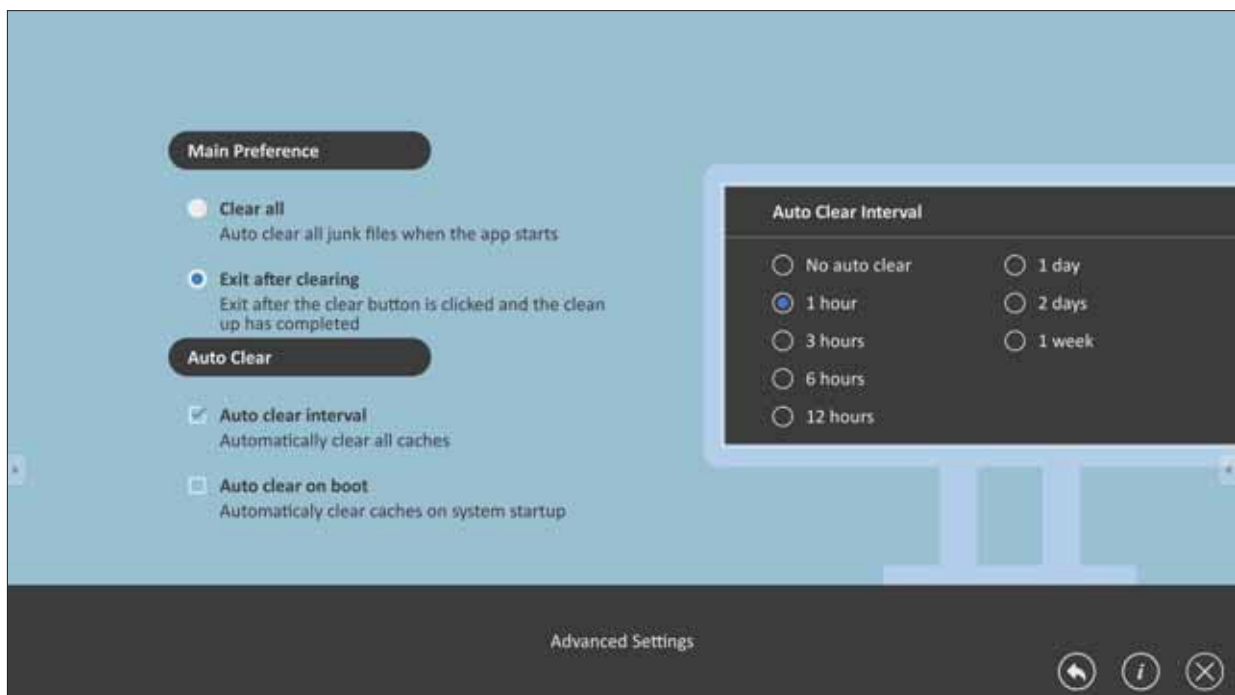 Main Preference
Clear all
Auto clear all junk files when the app starts
Exit after clearing
Exit after the clear button is clicked and the clean
up has completed
Auto Clear
Auto clear interval
Automatically clear all caches
Auto clear on boot
Automaticaly clear caches on system startup
Auto Clear Interval
No auto clear
1 hour
3 hours
6 hours
12 hours
1 day
2 days
1 week
Advanced Settings
i